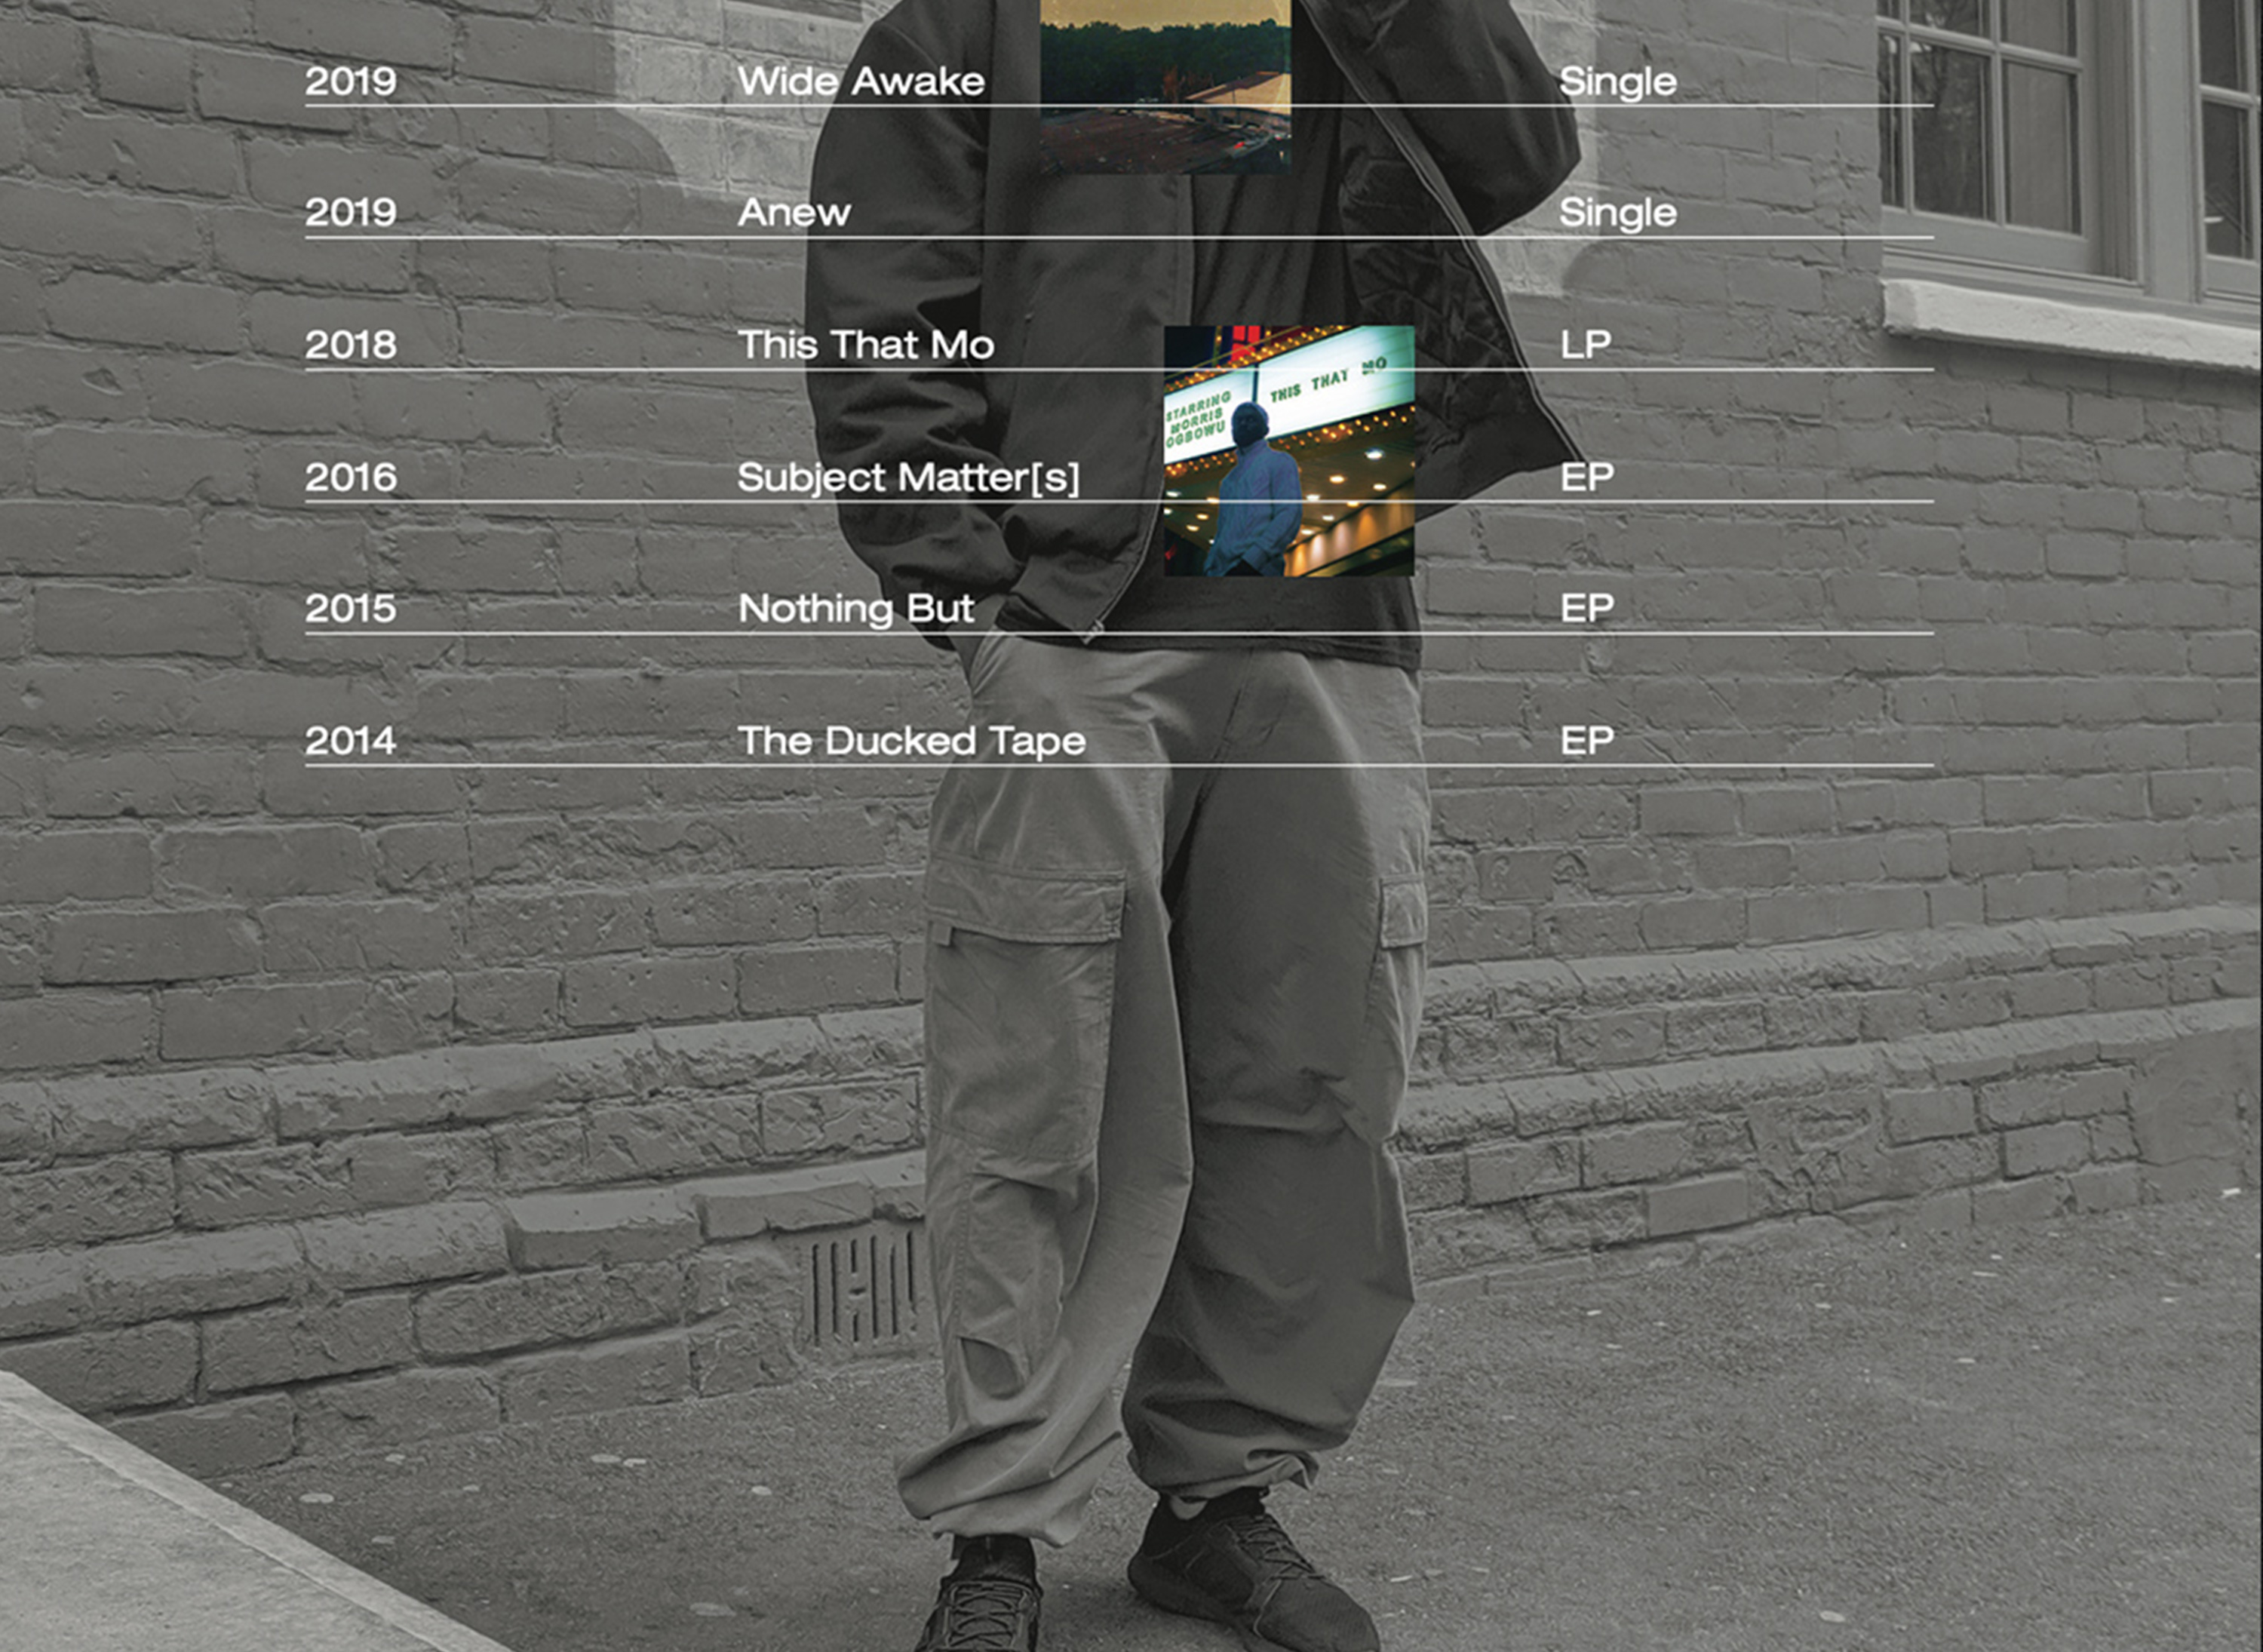 2019 Wide Awake Single
2019 Anew Single
2018 This That Mo LP
STARRING
MORRIS
OGBOWU
THIS THAT MO
2016 Subject Matter[s] EP
2015 Nothing But EP
2014 The Ducked Tape EP